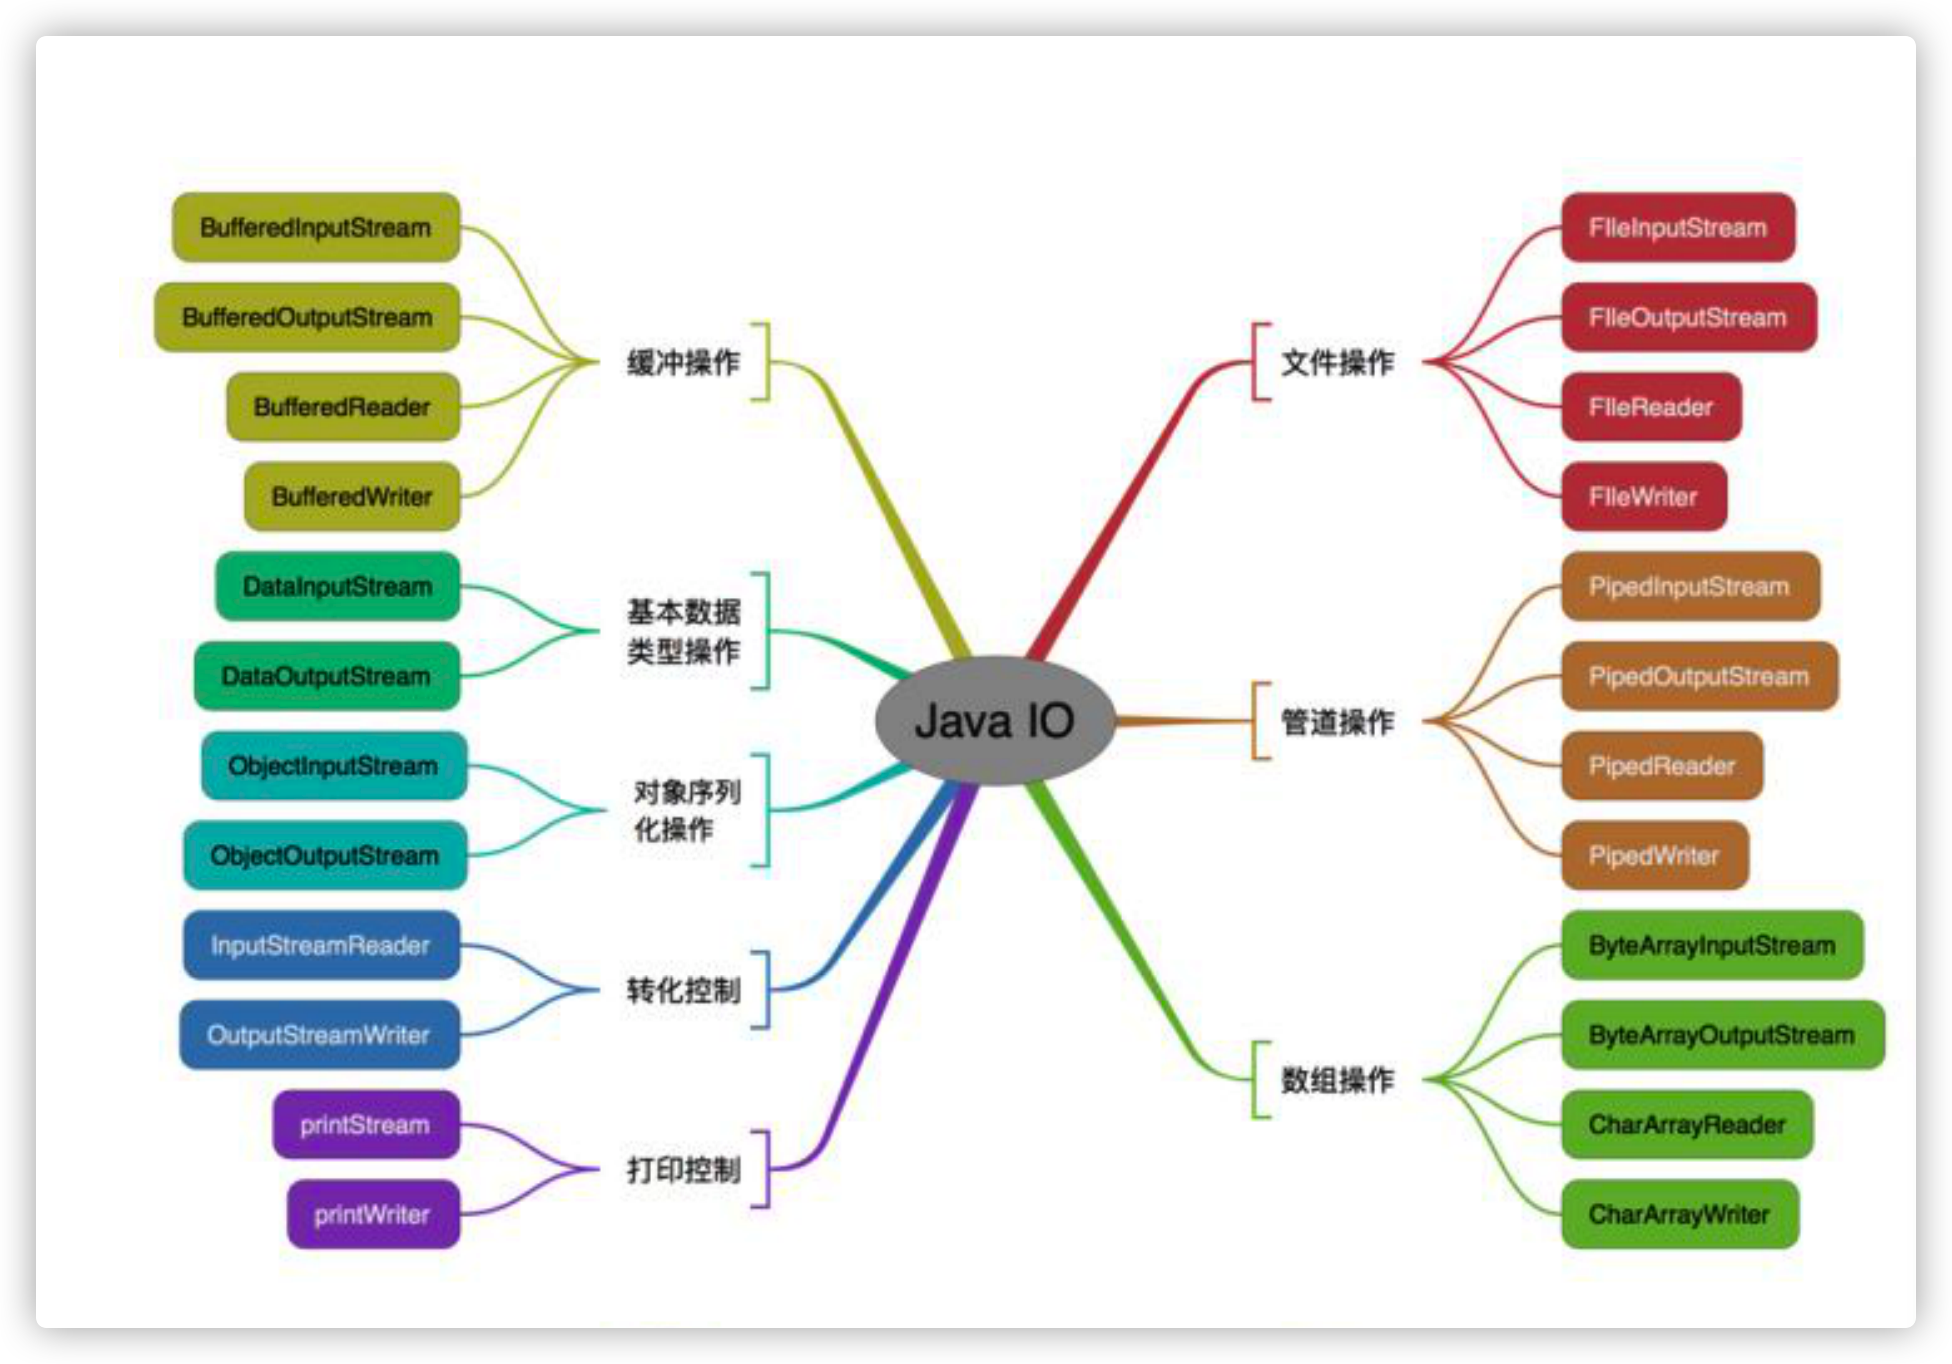 BufferedInputStream
BufferedOutputStream
BufferedReader
BufferedWriter
缓冲操作
DataInputStream
DataOutputStream
基本数据
类型操作
ObjectInputStream
ObjectOutputStream
对象序列
化操作
InputStreamReader
OutputStreamWriter
转化控制
printStream
printWriter
打印控制
Java IO
文件操作
FIleInputStream
FIleOutputStream
FIleReader
FIleWriter
管道操作
PipedInputStream
PipedOutputStream
PipedReader
PipedWriter
数组操作
ByteArrayInputStream
ByteArrayOutputStream
CharArrayReader
CharArrayWriter